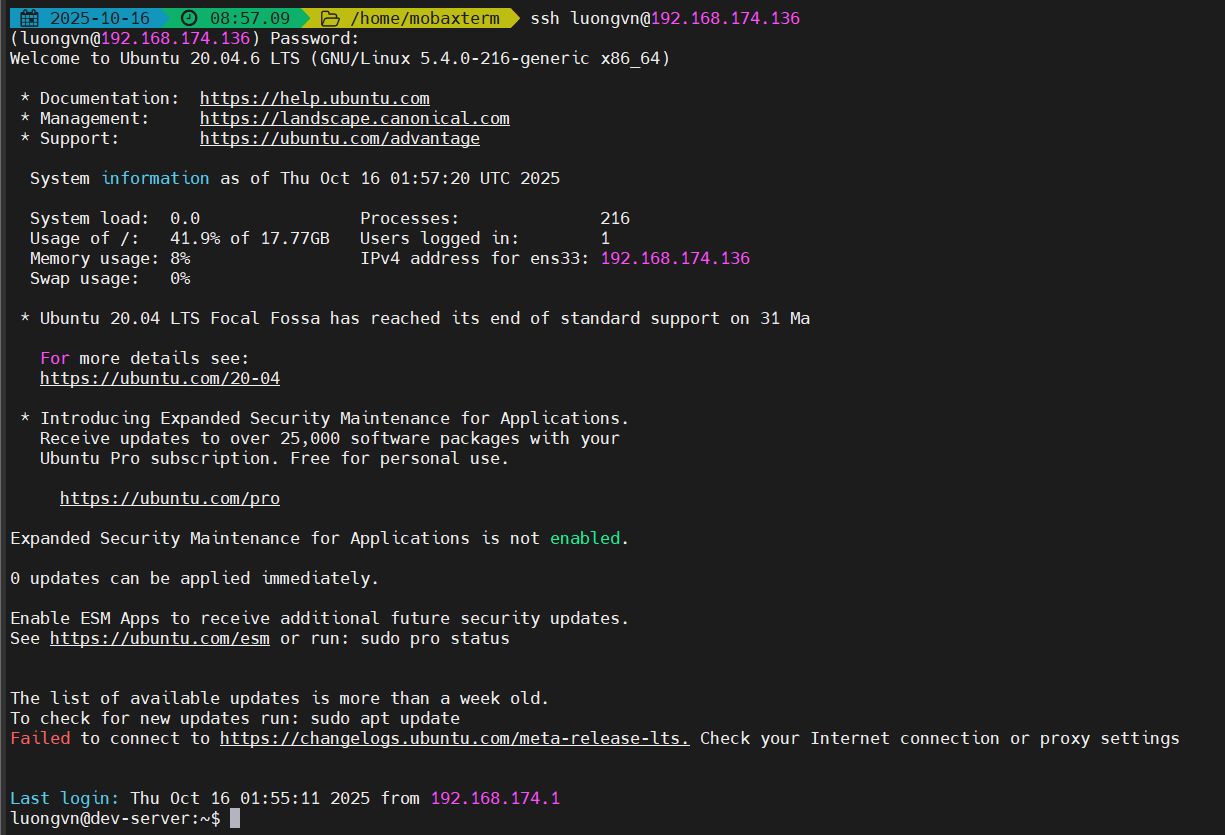 2025-10-16 08:57.09 /home/mobaxterm ssh luongvn@192.168.174.136
(luongvn@192.168.174.136) Password:
Welcome to Ubuntu 20.04.6 LTS (GNU/Linux 5.4.0-216-generic x86_64)
* Documentation:  https://help.ubuntu.com
* Management:     https://landscape.canonical.com
* Support:        https://ubuntu.com/advantage
System information as of Thu Oct 16 01:57:20 UTC 2025
System load:  0.0                Processes:              216
Usage of /:   41.9% of 17.77GB   Users logged in:        1
Memory usage: 8%                 IPv4 address for ens33: 192.168.174.136
Swap usage:   0%
* Ubuntu 20.04 LTS Focal Fossa has reached its end of standard support on 31 Ma
For more details see:
https://ubuntu.com/20-04
* Introducing Expanded Security Maintenance for Applications.
Receive updates to over 25,000 software packages with your
Ubuntu Pro subscription. Free for personal use.
https://ubuntu.com/pro
Expanded Security Maintenance for Applications is not enabled.
0 updates can be applied immediately.
Enable ESM Apps to receive additional future security updates.
See https://ubuntu.com/esm or run: sudo pro status
The list of available updates is more than a week old.
To check for new updates run: sudo apt update
Failed to connect to https://changelogs.ubuntu.com/meta-release-lts. Check your Internet connection or proxy settings
Last login: Thu Oct 16 01:55:11 2025 from 192.168.174.1
luongvn@dev-server:~$